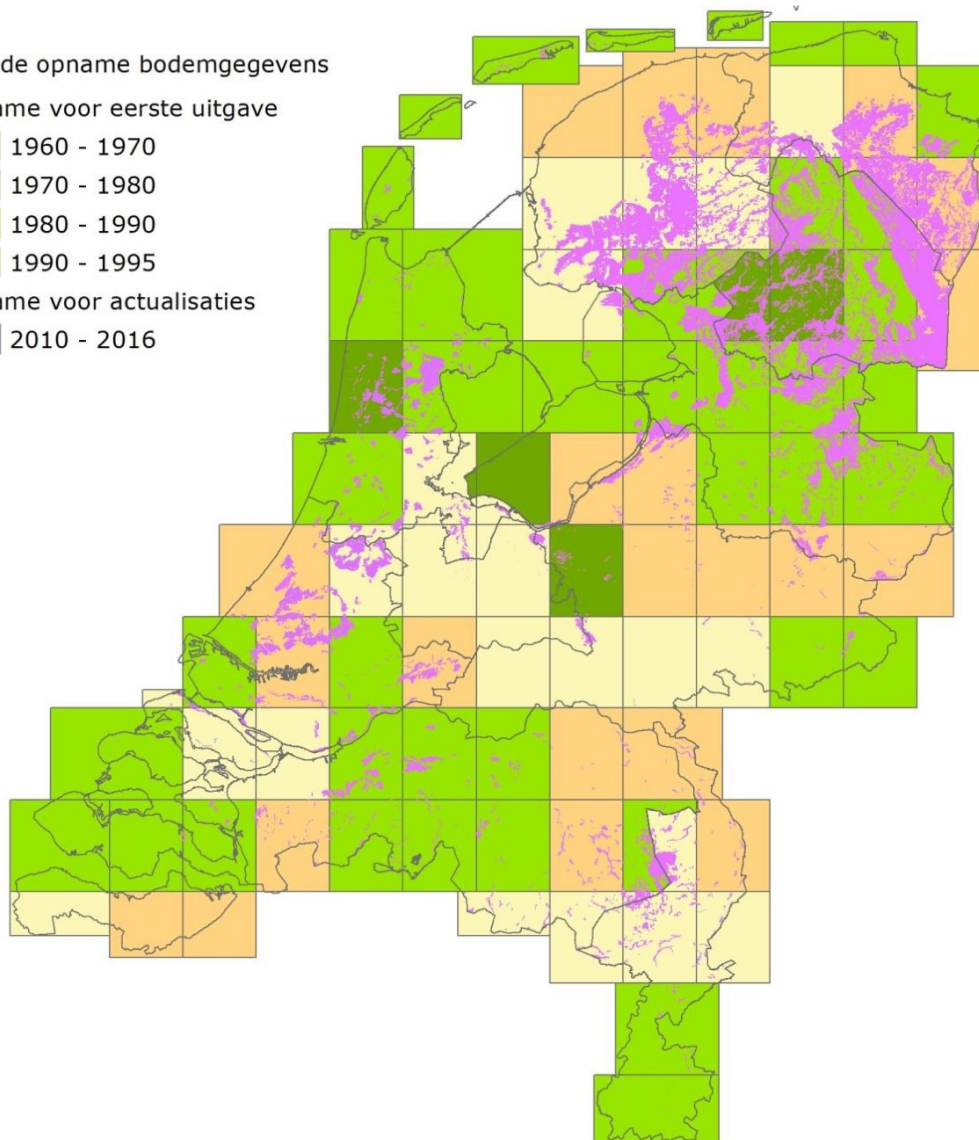 de opname bodemgegevens
ame voor eerste uitgave
1960 - 1970
1970 - 1980
1980 - 1990
1990 - 1995
ame voor actualisaties
2010 - 2016